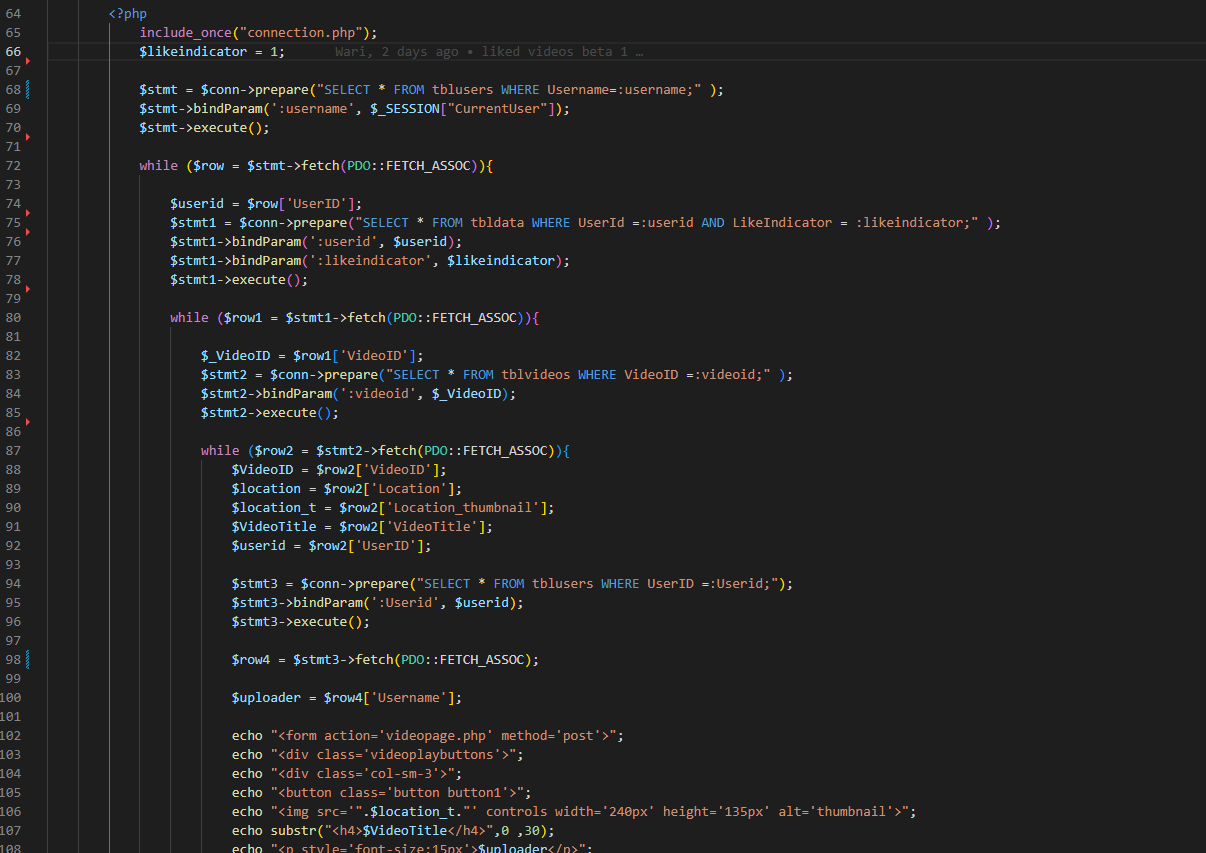 64 <?php
65 include_once("connection.php");
66 $likeindicator = 1; Wari, 2 days ago • liked videos beta 1 …
67
68 $stmt = $conn->prepare("SELECT * FROM tblusers WHERE Username=:username;" );
69 $stmt->bindParam(':username', $_SESSION["CurrentUser"]);
70 $stmt->execute();
71
72 while ($row = $stmt->fetch(PDO::FETCH_ASSOC)){
73
74 $userid = $row['UserID'];
75 $stmt1 = $conn->prepare("SELECT * FROM tbldata WHERE UserId =:userid AND LikeIndicator = :likeindicator;" );
76 $stmt1->bindParam(':userid', $userid);
77 $stmt1->bindParam(':likeindicator', $likeindicator);
78 $stmt1->execute();
79
80 while ($row1 = $stmt1->fetch(PDO::FETCH_ASSOC)){
81
82 $_VideoID = $row1['VideoID'];
83 $stmt2 = $conn->prepare("SELECT * FROM tblvideos WHERE VideoID =:videoid;" );
84 $stmt2->bindParam(':videoid', $_VideoID);
85 $stmt2->execute();
86
87 while ($row2 = $stmt2->fetch(PDO::FETCH_ASSOC)){
88 $VideoID = $row2['VideoID'];
89 $location = $row2['Location'];
90 $location_t = $row2['Location_thumbnail'];
91 $VideoTitle = $row2['VideoTitle'];
92 $userid = $row2['UserID'];
93
94 $stmt3 = $conn->prepare("SELECT * FROM tblusers WHERE UserID =:Userid;");
95 $stmt3->bindParam(':Userid', $userid);
96 $stmt3->execute();
97
98 $row4 = $stmt3->fetch(PDO::FETCH_ASSOC);
99
100 $uploader = $row4['Username'];
101
102 echo "<form action='videopage.php' method='post'>";
103 echo "<div class='videoplaybuttons'>";
104 echo "<div class='col-sm-3'>";
105 echo "<button class='button button1'>";
106 echo "<img src='".$location_t."' controls width='240px' height='135px' alt='thumbnail'>";
107 echo substr("<h4>$VideoTitle</h4>",0 ,30);
108 echo "<p style='font-size:15px'>$uploader</p>";